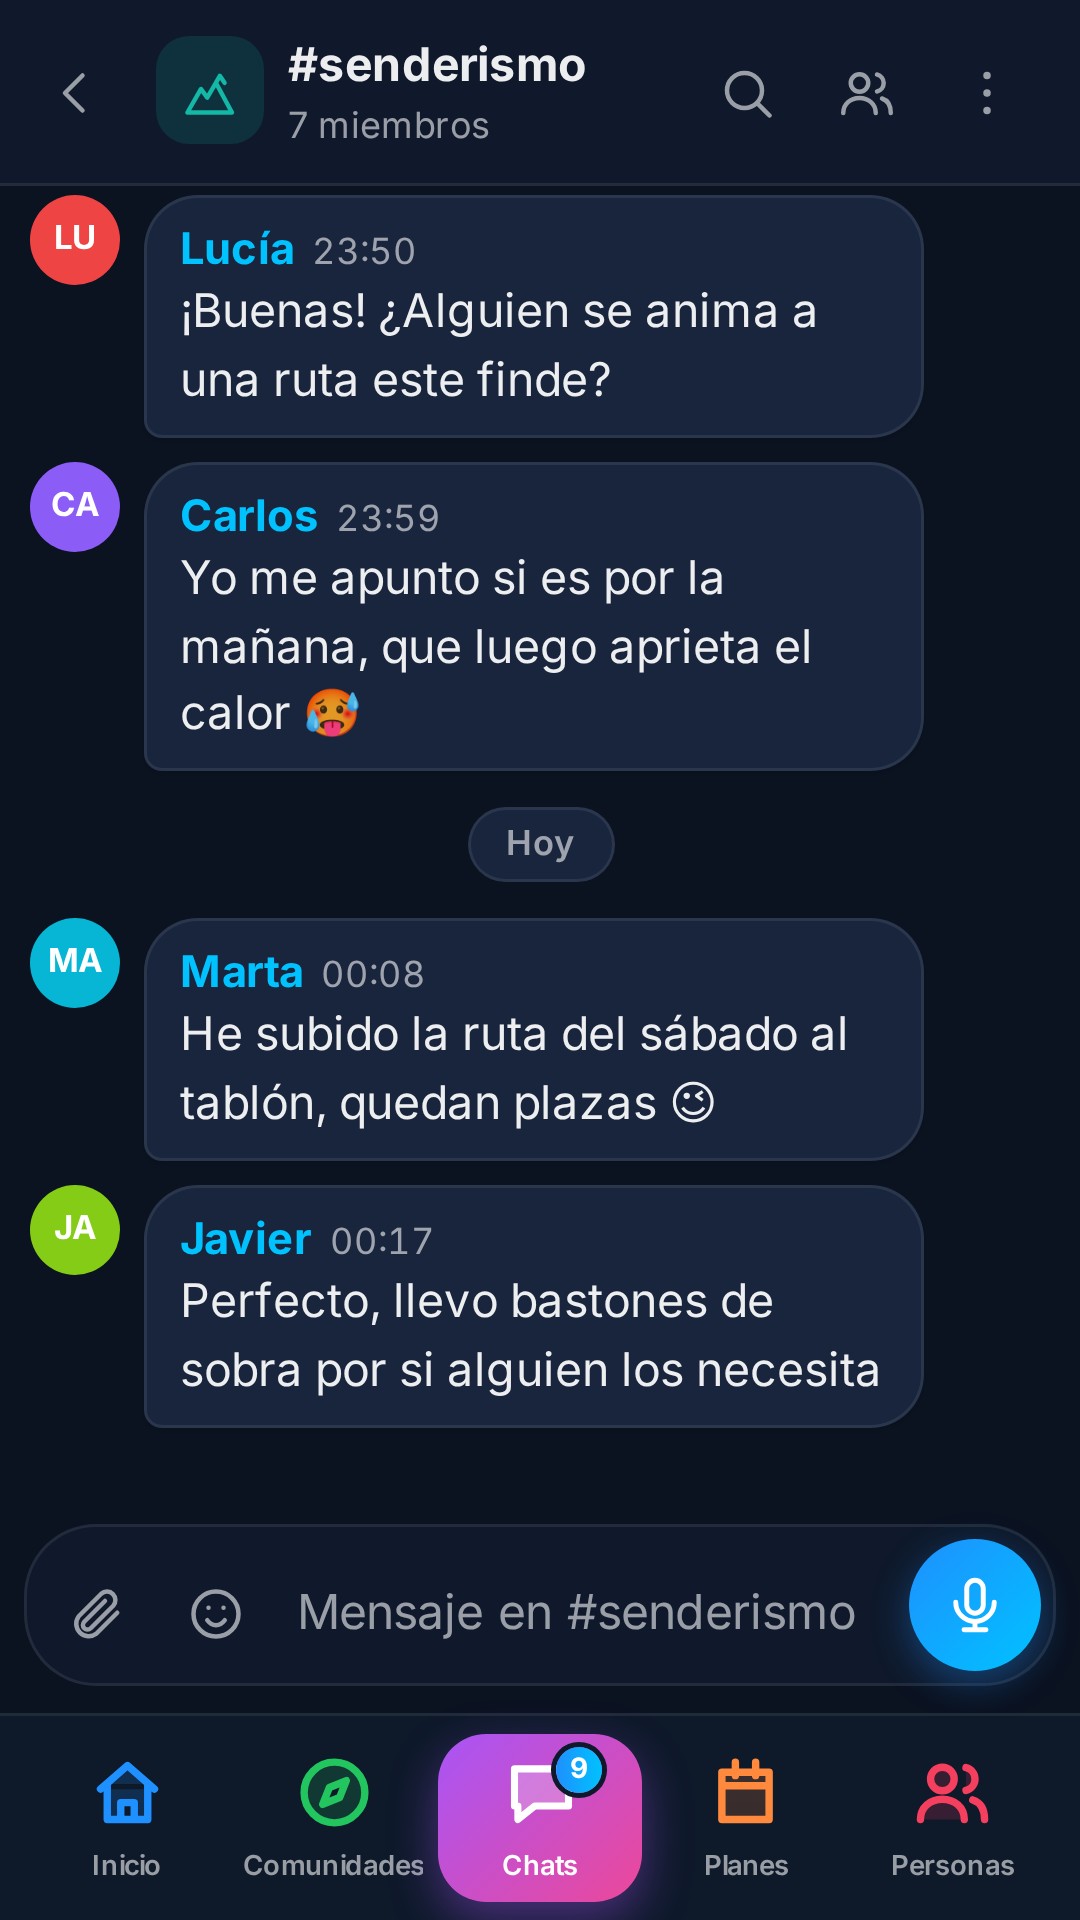 #senderismo
7 miembros
LU
Lucía 23:50
¡Buenas! ¿Alguien se anima a
una ruta este finde?
CA
Carlos 23:59
Yo me apunto si es por la
mañana, que luego aprieta el
calor 🥵
Hoy
MA
Marta 00:08
He subido la ruta del sábado al
tablón, quedan plazas 😉
JA
Javier 00:17
Perfecto, llevo bastones de
sobra por si alguien los necesita
Mensaje en #senderismo
9
Inicio
Comunidades
Chats
Planes
Personas